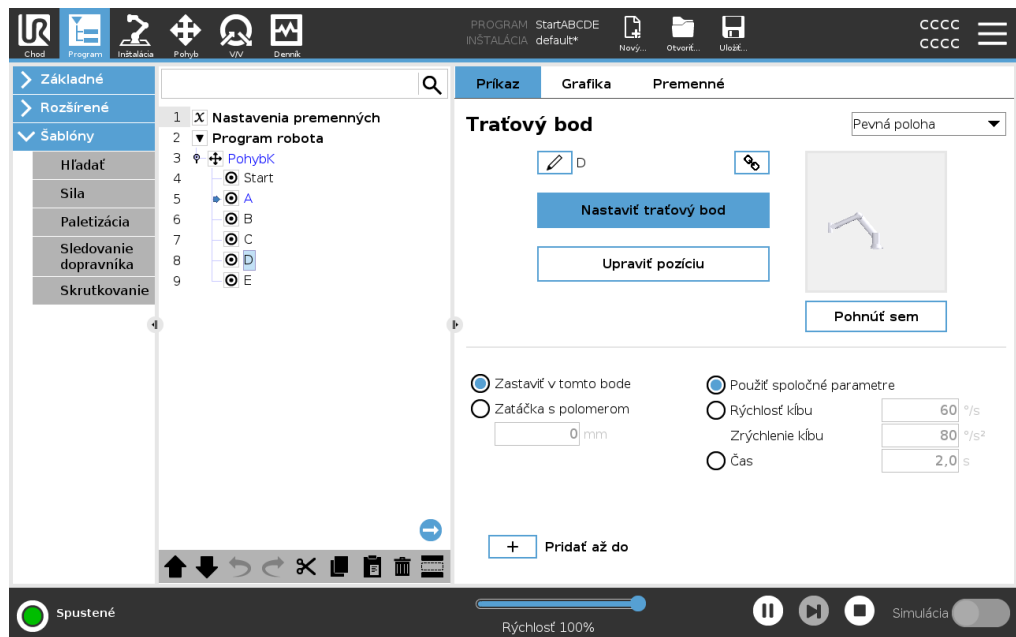 UR
Chod
Program
Inštalácia
Pohyb
V/V
Denník
PROGRAM StartABCDE
INŠTALÁCIA default*
Nový...
Otvoriť...
Uložiť...
CCCC
CCCC
Základné
Rozšírené
Šablóny
Hľadať
Sila
Paletizácia
Sledovanie
dopravníka
Skrutkovanie
1 X Nastavenia premenných
2 Program robota
3 PohybK
4 Start
5 A
6 B
7 C
8 D
9 E
Príkaz
Grafika
Premenné
Traťový bod
Pevná poloha
D
Nastaviť traťový bod
Upraviť pozíciu
Pohnúť sem
Zastaviť v tomto bode
Zatáčka s polomerom
0 mm
Použiť spoločné parametre
Rýchlosť kĺbu 60 °/s
Zrýchlenie kĺbu 80 °/s²
Čas 2,0 s
+ Pridať až do
Spustené
Rýchlosť 100%
Simulácia